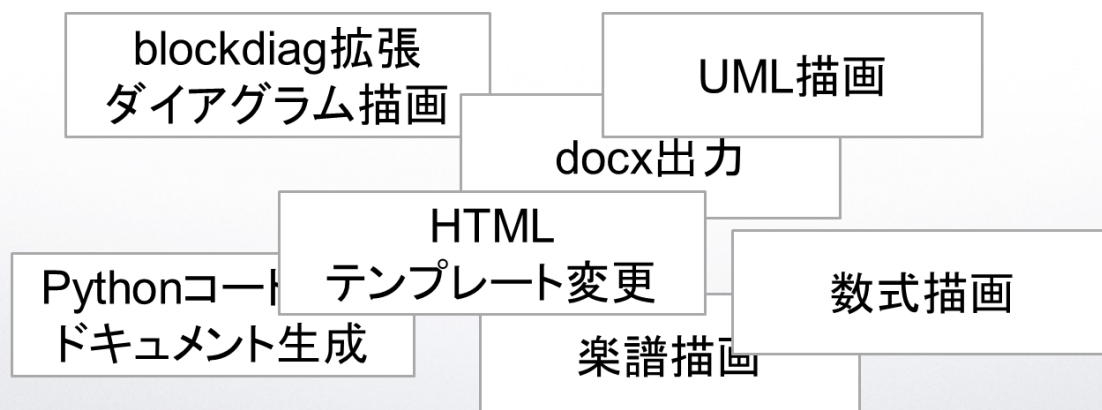 blockdiag拡張
ダイアグラム描画
UML描画
docx出力
HTML
テンプレート変更
Pythonコード
ドキュメント生成
数式描画
楽譜描画